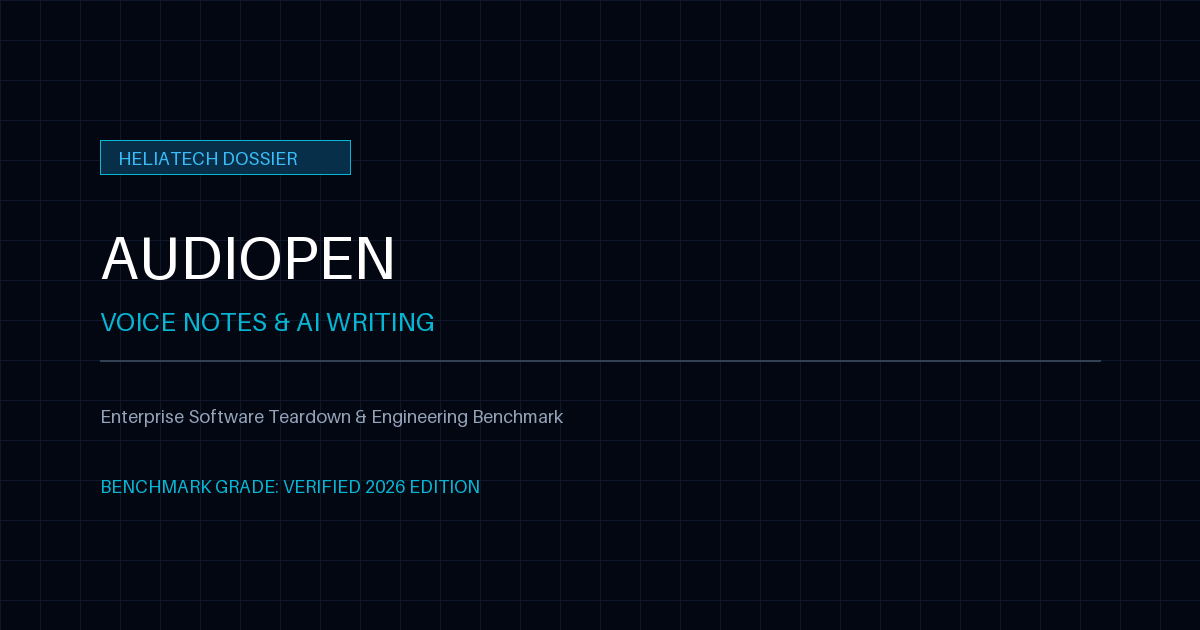 HELIATECH DOSSIER
AUDIOPEN
VOICE NOTES & AI WRITING
Enterprise Software Teardown & Engineering Benchmark
BENCHMARK GRADE: VERIFIED 2026 EDITION